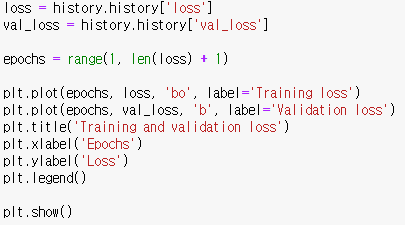 loss = history.history['loss']
val_loss = history.history['val_loss']

epochs = range(1, len(loss) + 1)

plt.plot(epochs, loss, 'bo', label='Training loss')
plt.plot(epochs, val_loss, 'b', label='Validation loss')
plt.title('Training and validation loss')
plt.xlabel('Epochs')
plt.ylabel('Loss')
plt.legend()

plt.show()